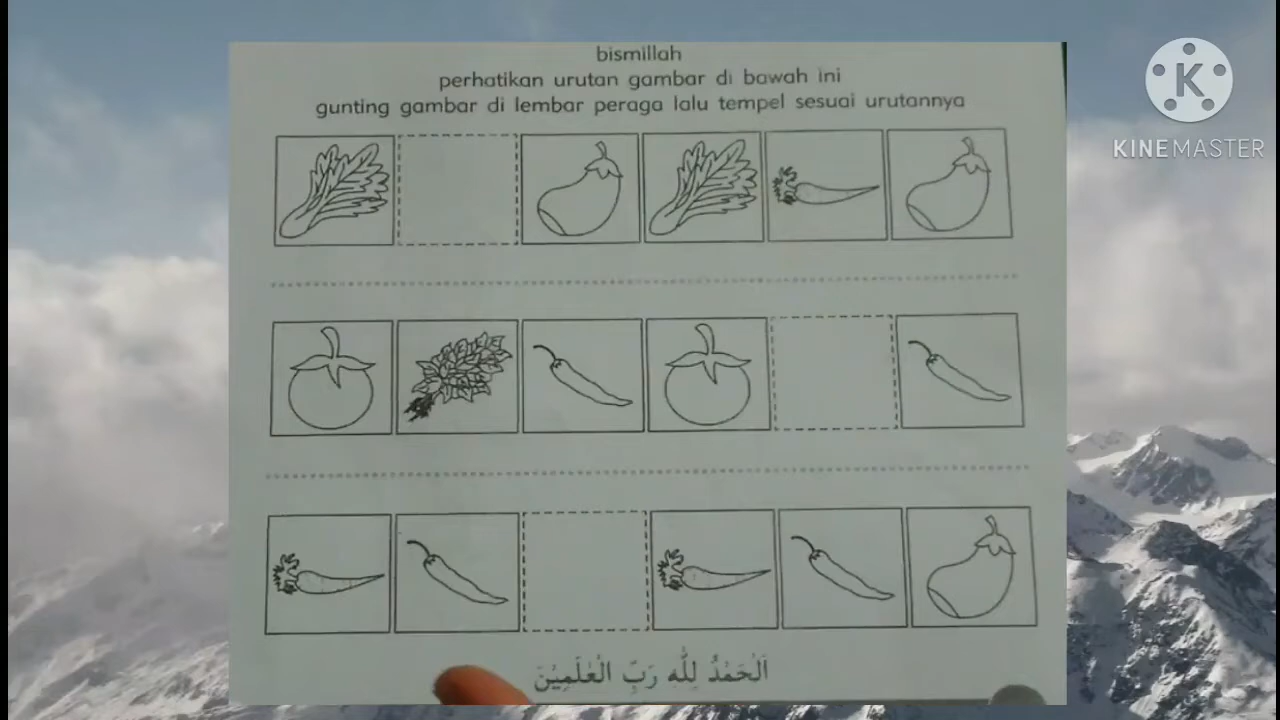 bismillah
perhatikan urutan gambar di bawah ini
gunting gambar di lembar peraga lalu tempel sesuai urutannya
K
KINEMASTER
اَلْحَمْدُ لِلّٰهِ رَبِّ الْعٰلَمِيْنَ